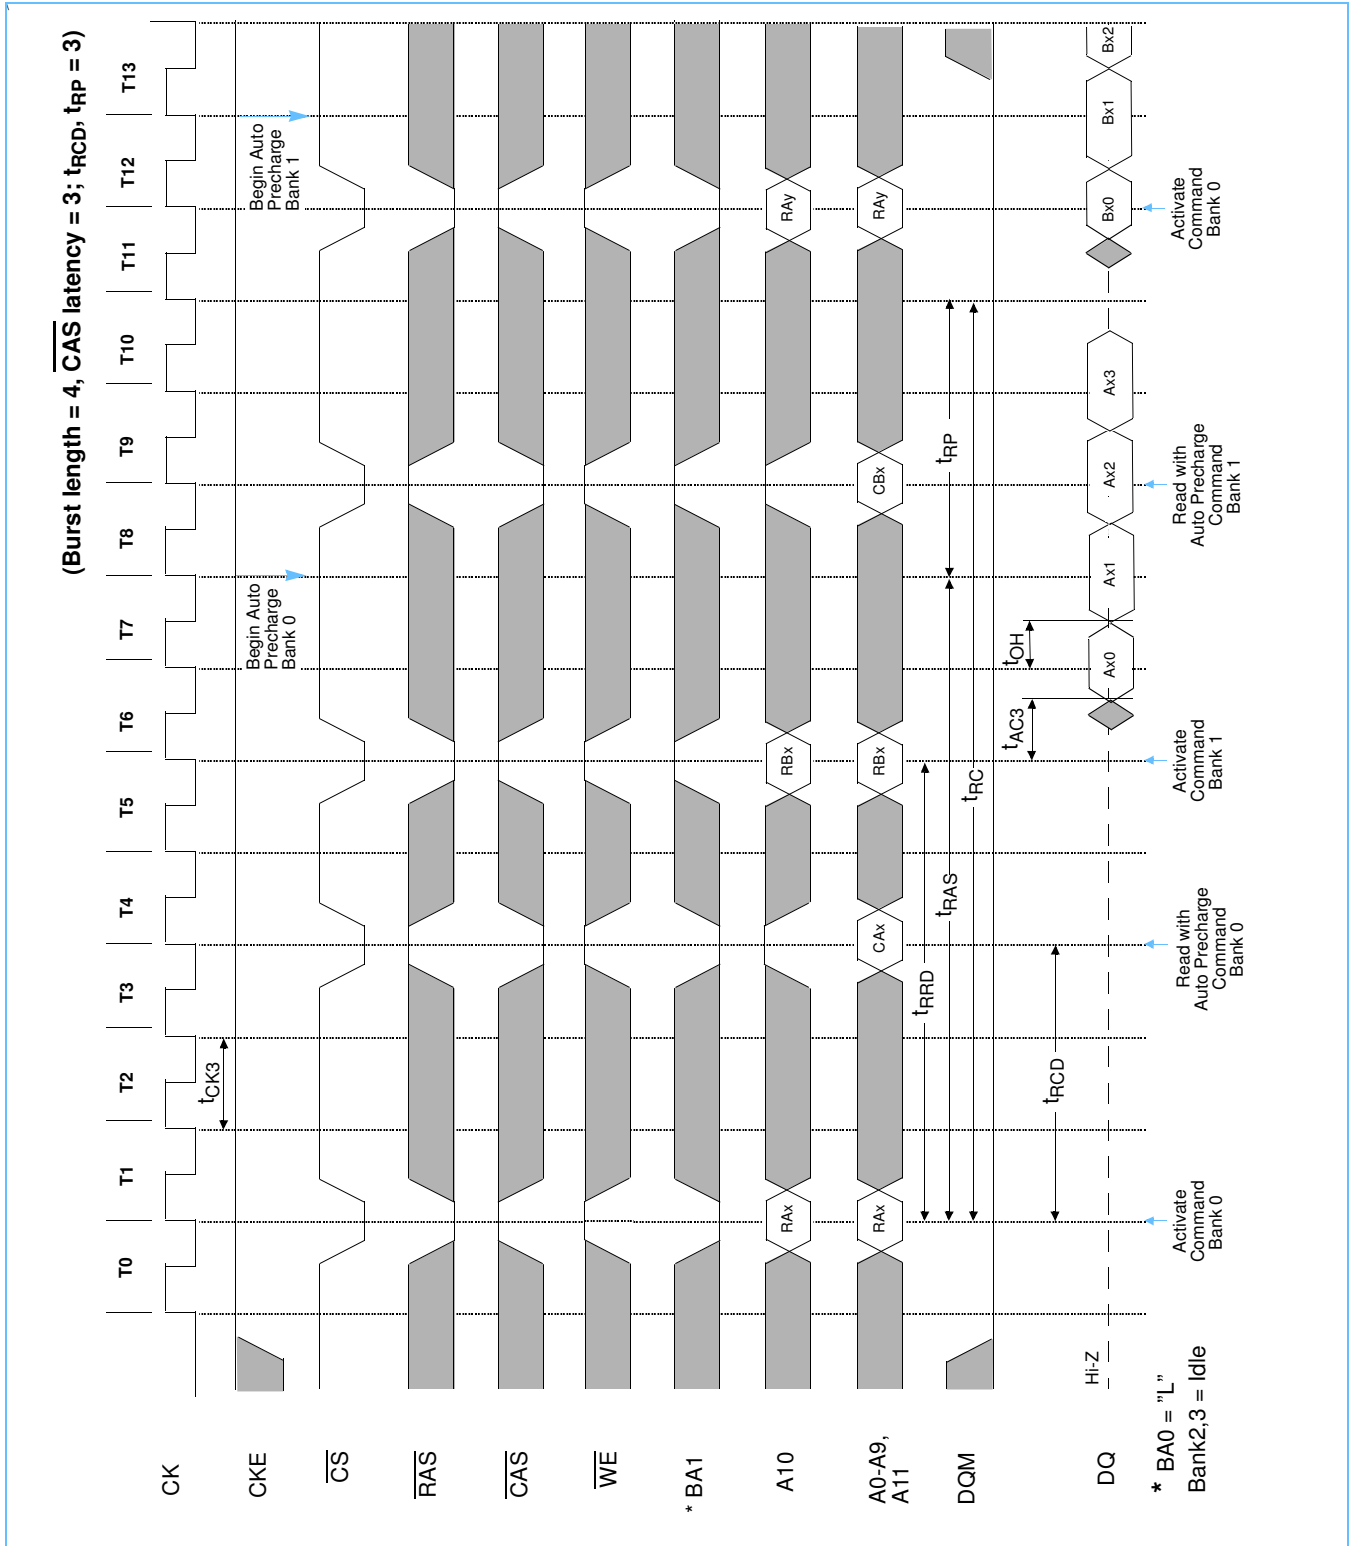 (Burst length = 4, CAS latency = 3; tRCD, tRP = 3)
T0 T1 T2 T3 T4 T5 T6 T7 T8 T9 T10 T11 T12 T13
CK
tCK3
CKE
Begin Auto
Precharge
Bank 0
Begin Auto
Precharge
Bank 1
CS
RAS
CAS
WE
* BA1
A10
RAx RBx RAy
A0-A9,
A11
RAx CAx RBx CBx RAy
tRRD
DQM
tRAS tRP
tRC
tRCD
tAC3 tOH
DQ
Hi-Z
Ax0 Ax1 Ax2 Ax3 Bx0 Bx1 Bx2
Activate
Command
Bank 0
Read with
Auto Precharge
Command
Bank 0
Activate
Command
Bank 1
Read with
Auto Precharge
Command
Bank 1
Activate
Command
Bank 0
* BA0 = ”L”
Bank2,3 = Idle